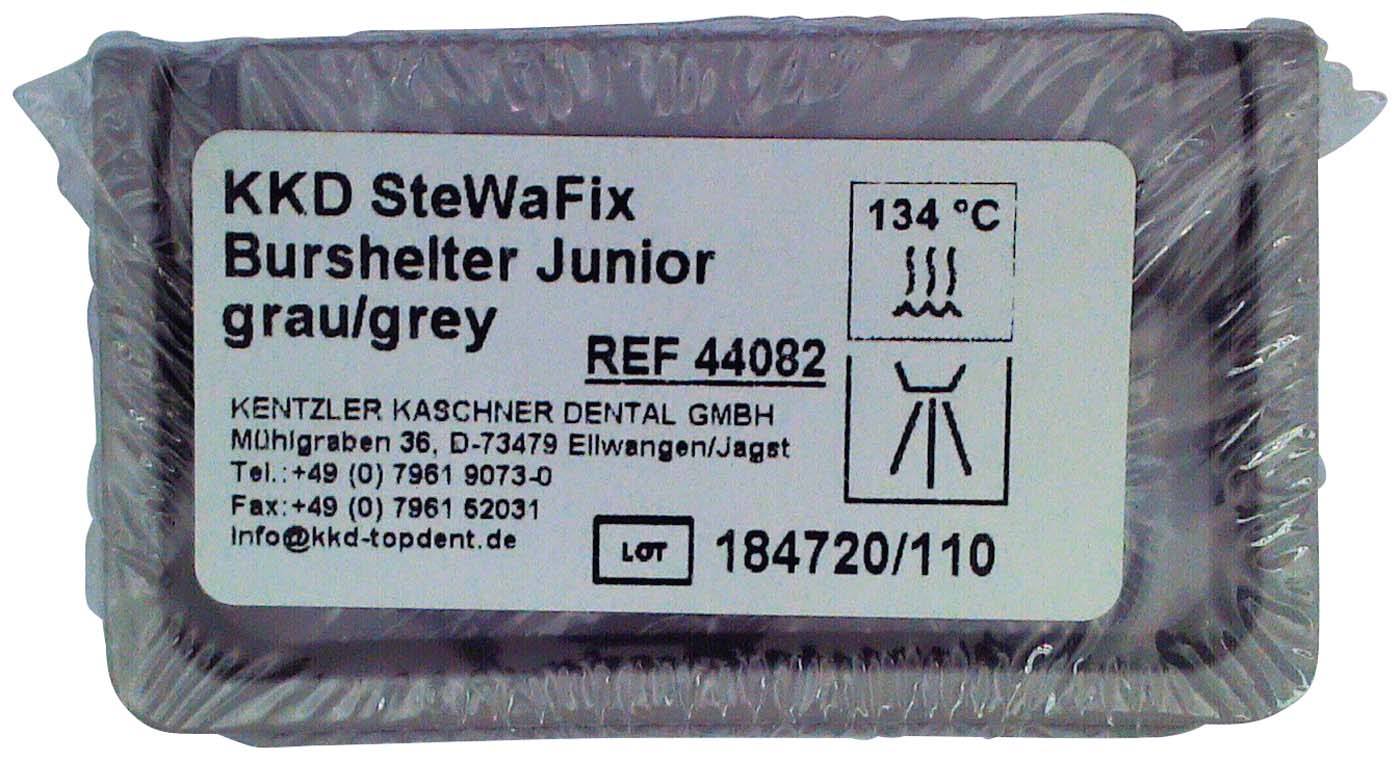 KKD SteWaFix
Burshelter Junior
grau/grey
REF 44082
134 °C
KENTZLER KASCHNER DENTAL GMBH
Mühlgraben 36, D-73479 Ellwangen/Jagst
Tel.:+49 (0) 7961 9073-0
Fax:+49 (0) 7961 52031
info@kkd-topdent.de
LOT 184720/110